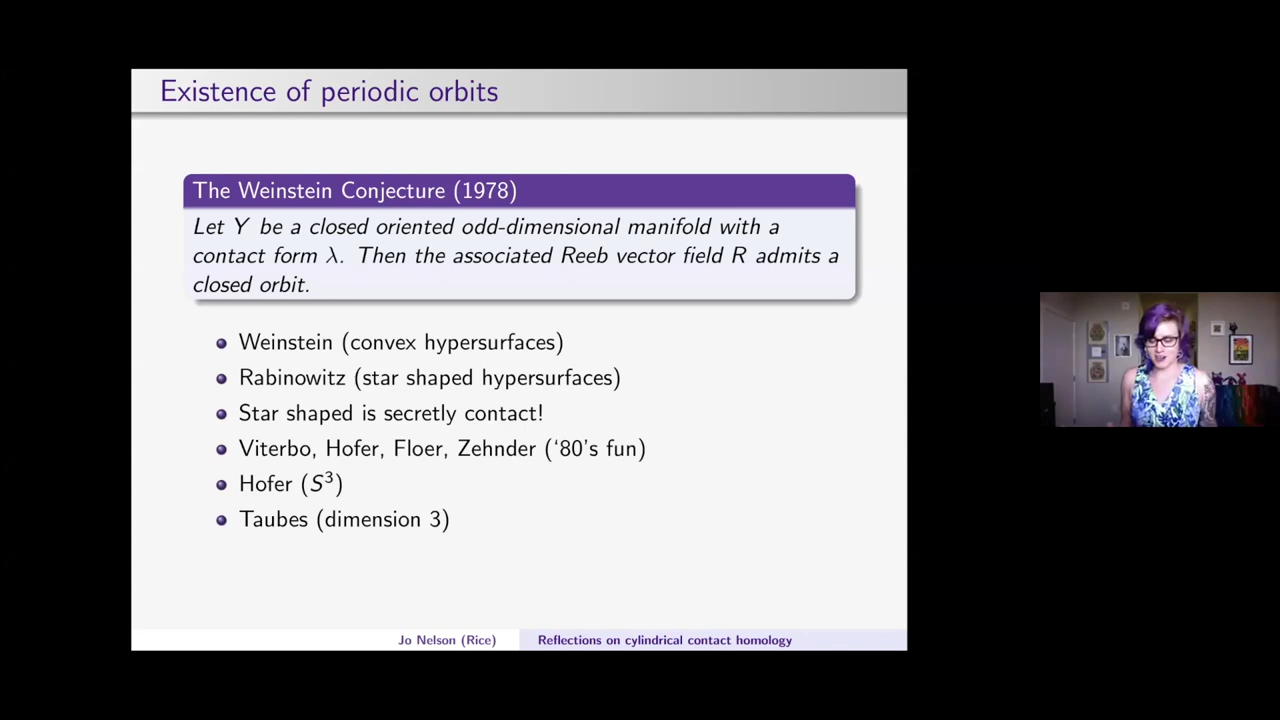 Existence of periodic orbits
The Weinstein Conjecture (1978)
Let Y be a closed oriented odd-dimensional manifold with a
contact form λ. Then the associated Reeb vector field R admits a
closed orbit.
Weinstein (convex hypersurfaces)
Rabinowitz (star shaped hypersurfaces)
Star shaped is secretly contact!
Viterbo, Hofer, Floer, Zehnder (‘80’s fun)
Hofer (S³)
Taubes (dimension 3)
Jo Nelson (Rice)
Reflections on cylindrical contact homology